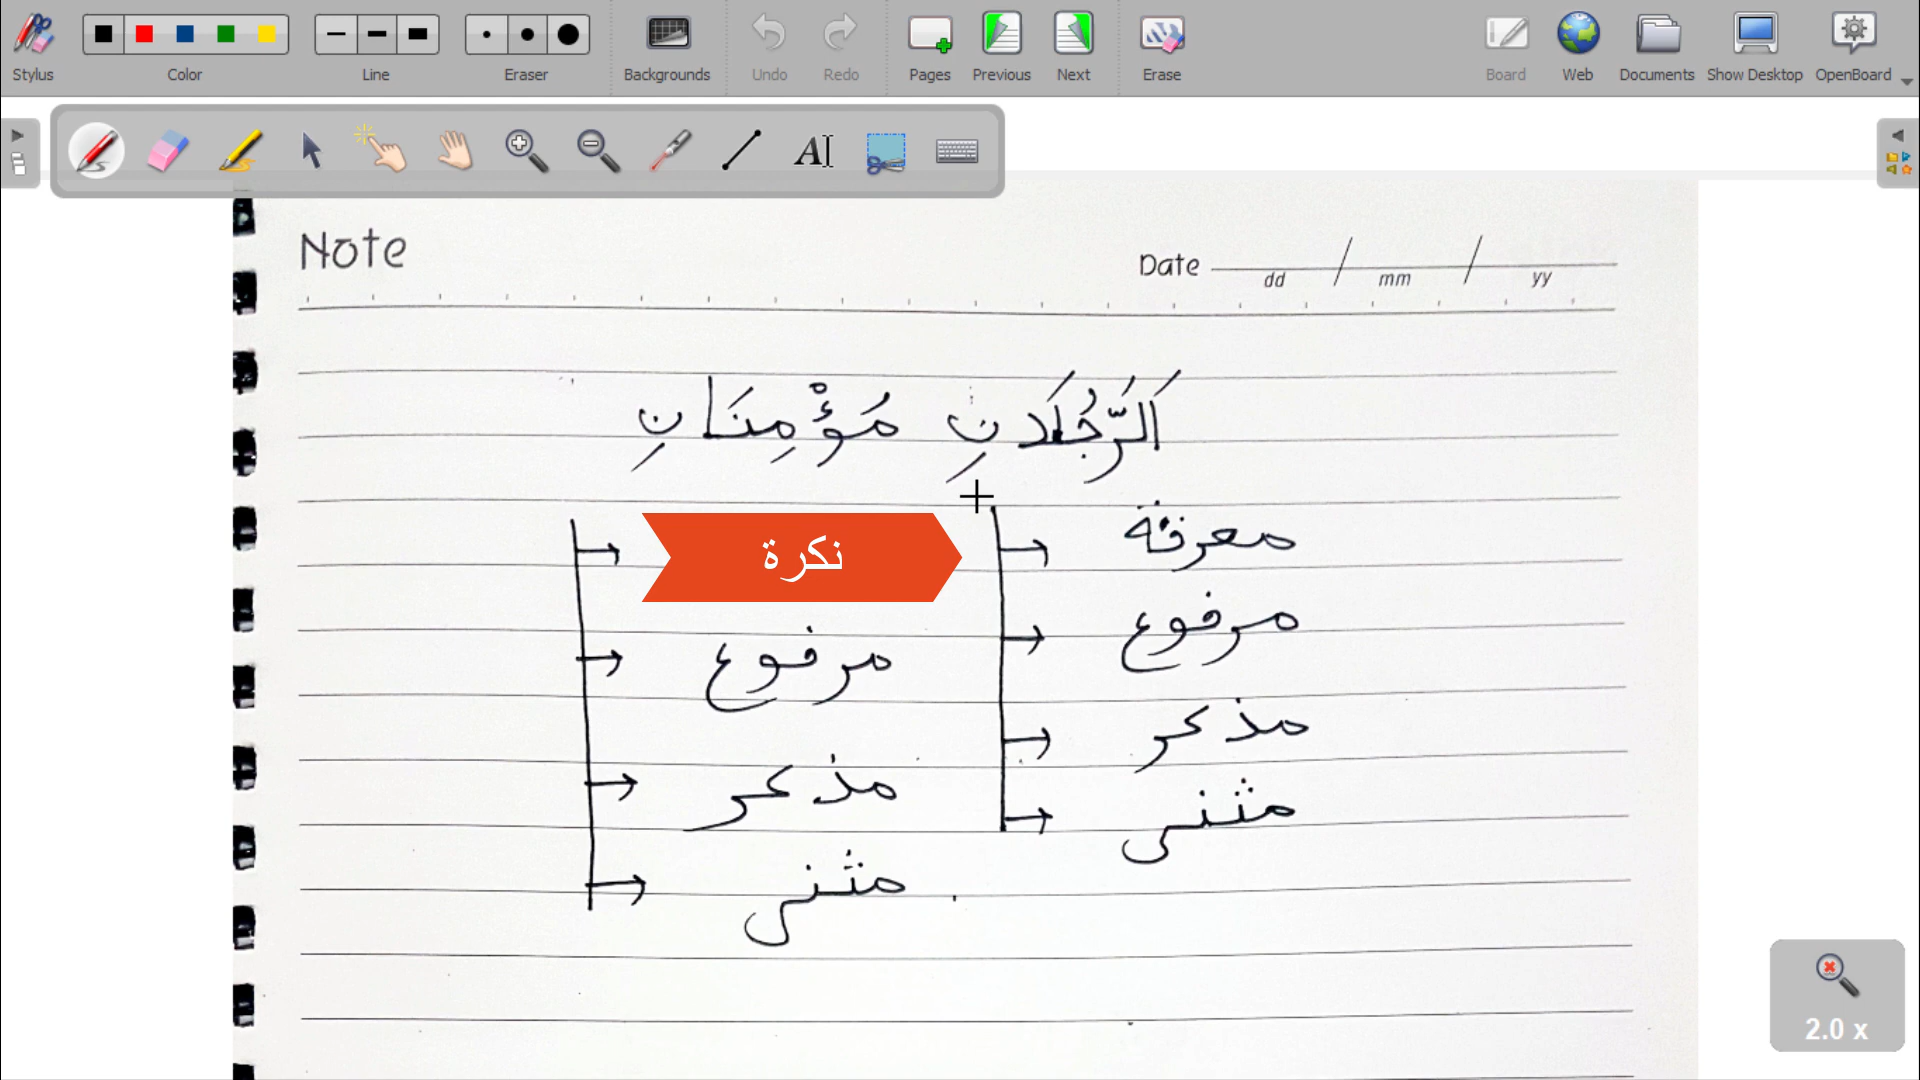 Stylus Color Line Eraser Backgrounds Undo Redo Pages Previous Next Erase Board Web Documents Show Desktop OpenBoard
AI
Note
Date dd / mm / yy
اَلرَّجُلَانِ مُؤْمِنَانِ
معرفة
نكرة
مرفوع
مرفوع
مذكر
مذكر
مثنى
مثنى
2.0 x